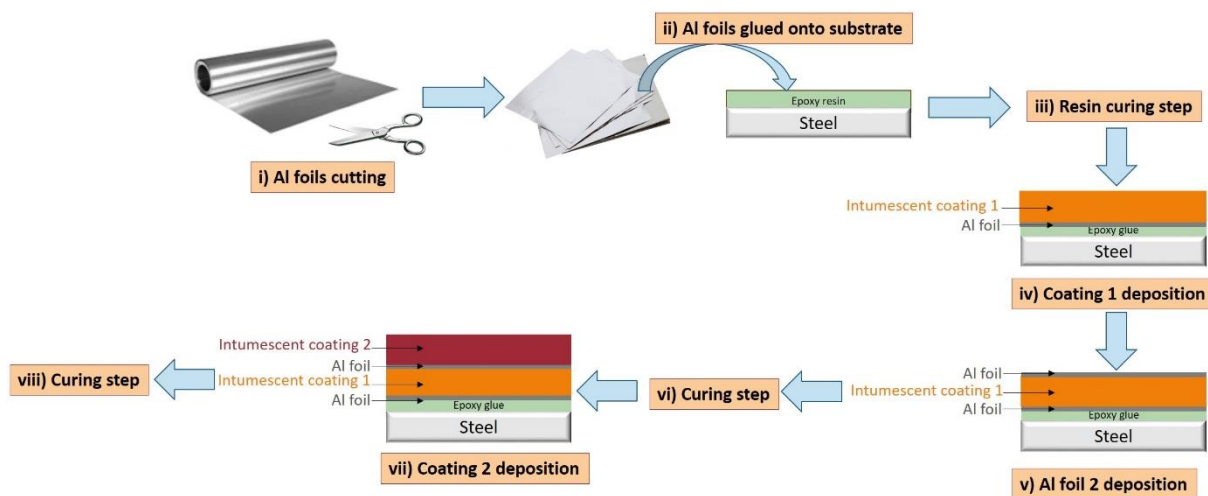 ii) Al foils glued onto substrate
Epoxy resin
Steel
iii) Resin curing step
i) Al foils cutting
Intumescent coating 1
Al foil
Epoxy glue
Steel
iv) Coating 1 deposition
Al foil
Intumescent coating 1
Al foil
Epoxy glue
Steel
v) Al foil 2 deposition
vi) Curing step
Intumescent coating 2
Al foil
Intumescent coating 1
Al foil
Epoxy glue
Steel
vii) Coating 2 deposition
viii) Curing step